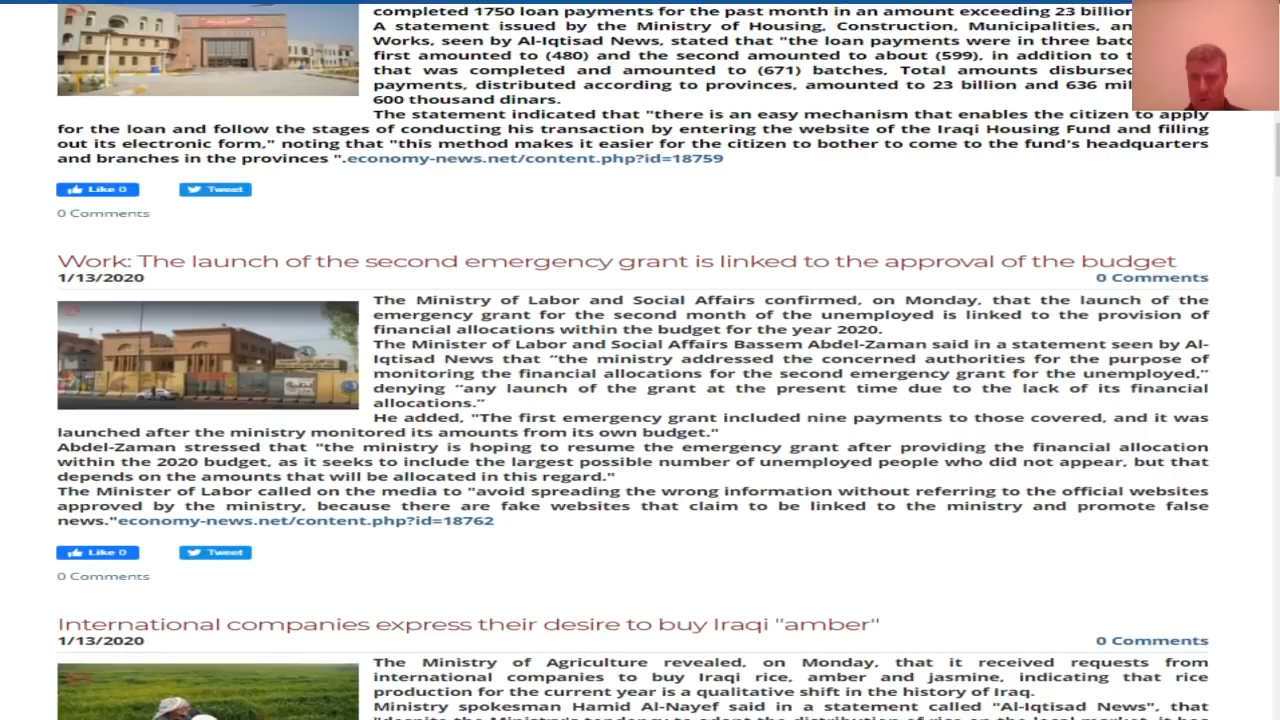 completed 1750 loan payments for the past month in an amount exceeding 23 billion
A statement issued by the Ministry of Housing, Construction, Municipalities, an
Works, seen by Al-Iqtisad News, stated that "the loan payments were in three batc
first amounted to (480) and the second amounted to about (599), in addition to t
that was completed and amounted to (671) batches, Total amounts disbursed
payments, distributed according to provinces, amounted to 23 billion and 636 mil
600 thousand dinars.
The statement indicated that "there is an easy mechanism that enables the citizen to apply
for the loan and follow the stages of conducting his transaction by entering the website of the Iraqi Housing Fund and filling
out its electronic form," noting that "this method makes it easier for the citizen to bother to come to the fund's headquarters
and branches in the provinces ".economy-news.net/content.php?id=18759
Like 0 Tweet
0 Comments
Work: The launch of the second emergency grant is linked to the approval of the budget
1/13/2020
0 Comments
The Ministry of Labor and Social Affairs confirmed, on Monday, that the launch of the
emergency grant for the second month of the unemployed is linked to the provision of
financial allocations within the budget for the year 2020.
The Minister of Labor and Social Affairs Bassem Abdel-Zaman said in a statement seen by Al-
Iqtisad News that “the ministry addressed the concerned authorities for the purpose of
monitoring the financial allocations for the second emergency grant for the unemployed,”
denying “any launch of the grant at the present time due to the lack of its financial
allocations.”
He added, "The first emergency grant included nine payments to those covered, and it was
launched after the ministry monitored its amounts from its own budget."
Abdel-Zaman stressed that "the ministry is hoping to resume the emergency grant after providing the financial allocation
within the 2020 budget, as it seeks to include the largest possible number of unemployed people who did not appear, but that
depends on the amounts that will be allocated in this regard."
The Minister of Labor called on the media to "avoid spreading the wrong information without referring to the official websites
approved by the ministry, because there are fake websites that claim to be linked to the ministry and promote false
news."economy-news.net/content.php?id=18762
Like 0 Tweet
0 Comments
International companies express their desire to buy Iraqi "amber"
1/13/2020
0 Comments
The Ministry of Agriculture revealed, on Monday, that it received requests from
international companies to buy Iraqi rice, amber and jasmine, indicating that rice
production for the current year is a qualitative shift in the history of Iraq.
Ministry spokesman Hamid Al-Nayef said in a statement called "Al-Iqtisad News", that